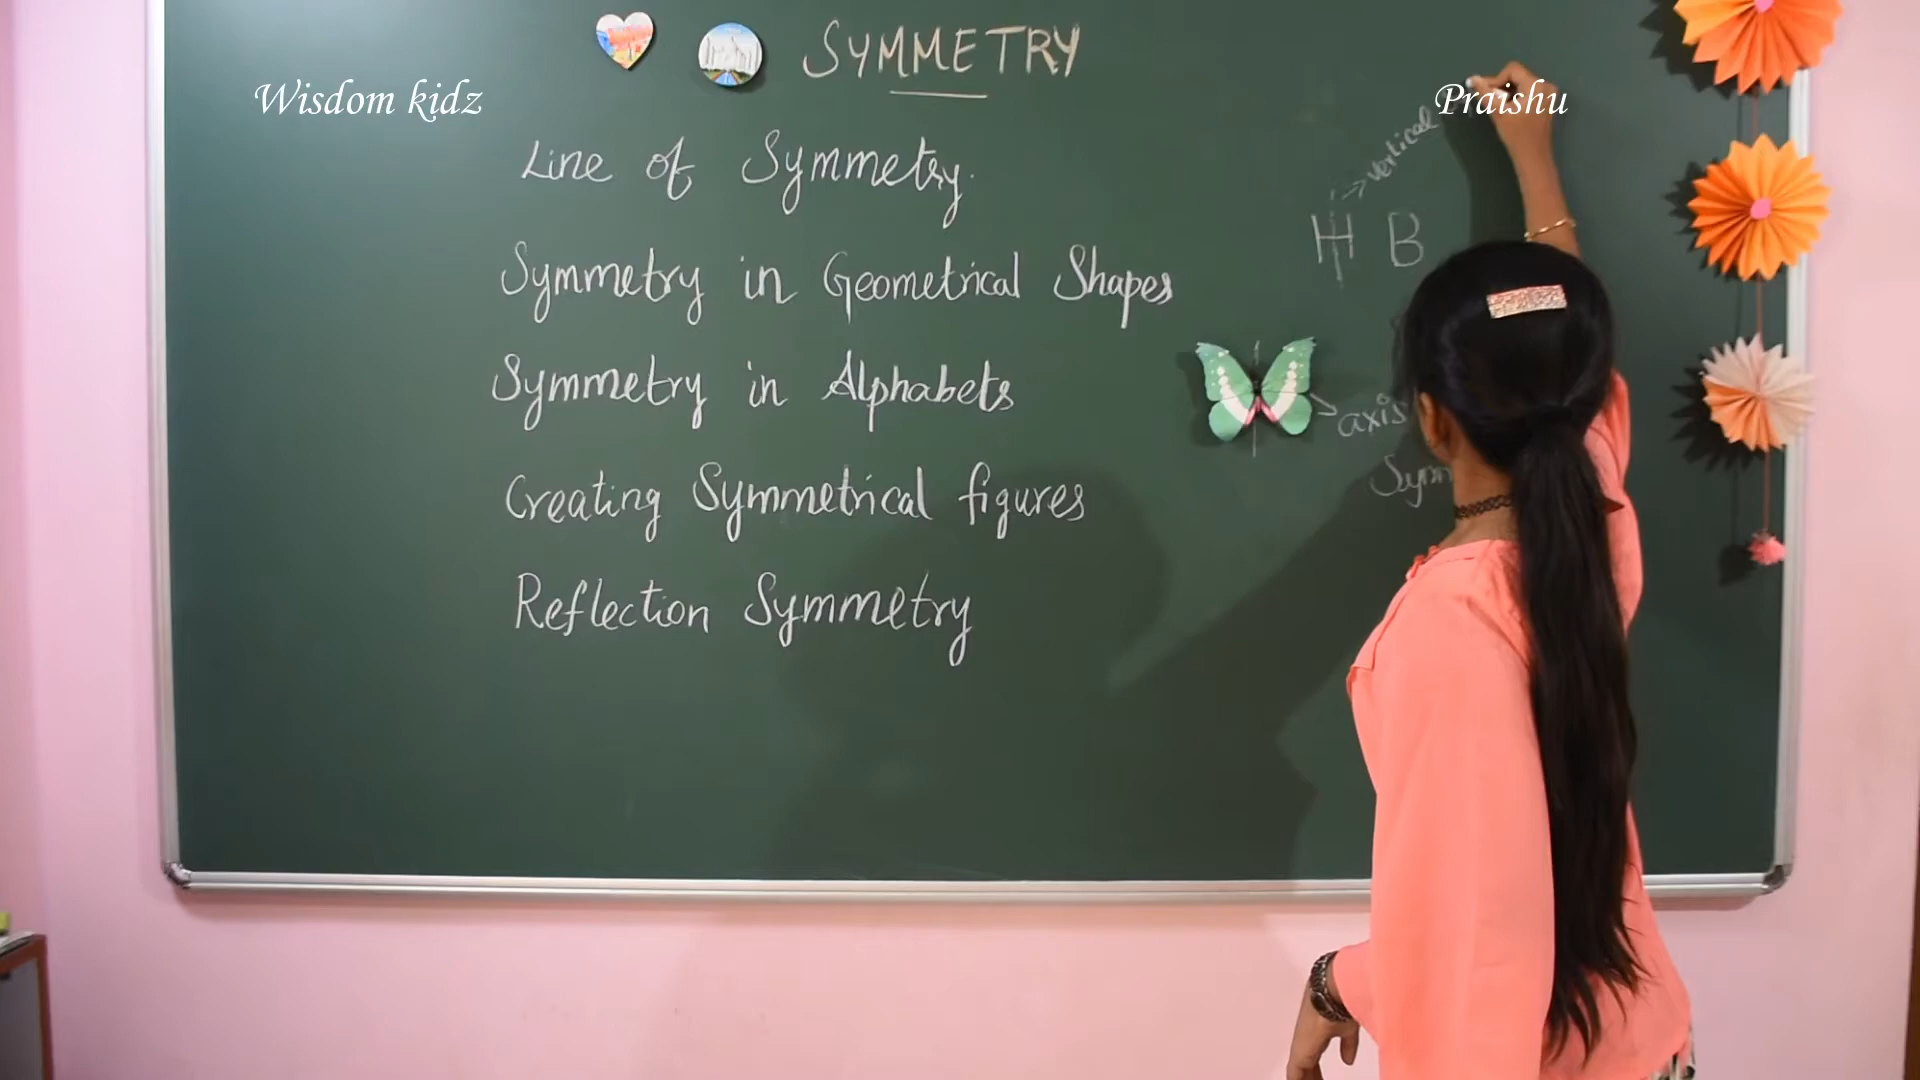 SYMMETRY
Wisdom kidz
Praishu
Line of Symmetry.
vertical
H B
Symmetry in Geometrical Shapes
Symmetry in Alphabets
axis
Creating Symmetrical figures
Reflection Symmetry